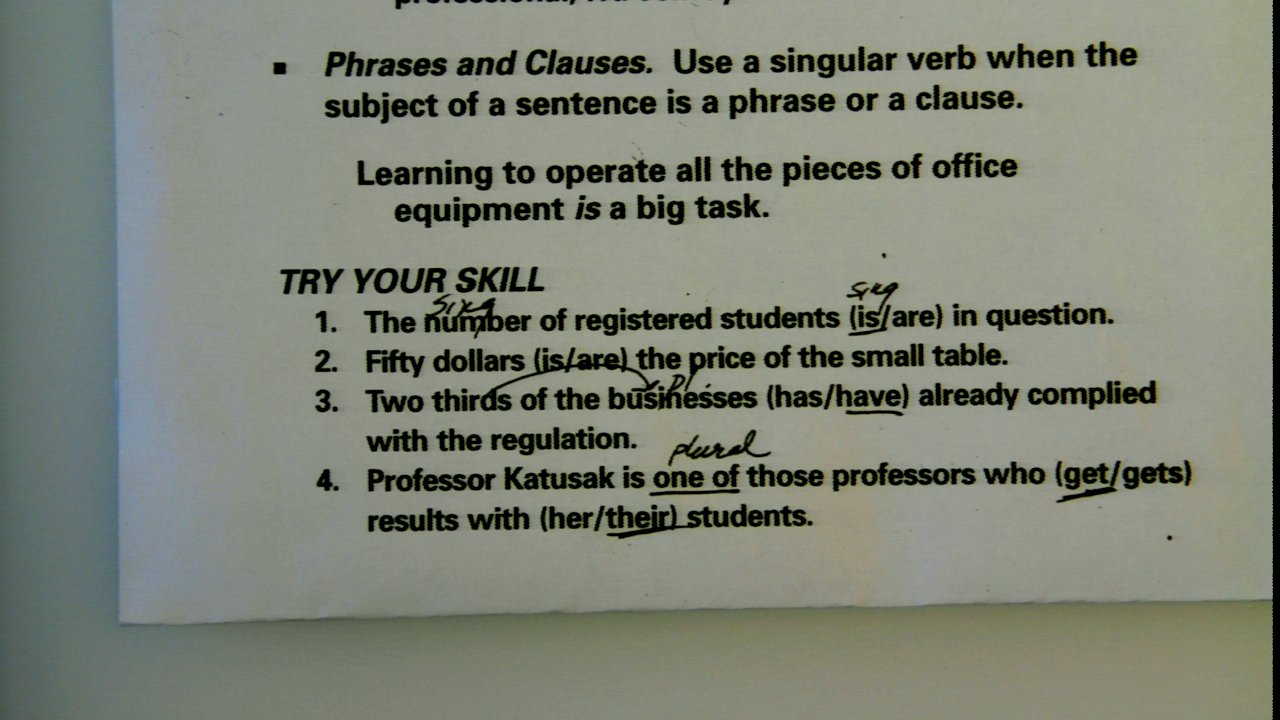 ▪ Phrases and Clauses. Use a singular verb when the
subject of a sentence is a phrase or a clause.
Learning to operate all the pieces of office
equipment is a big task.
TRY YOUR SKILL
sing sing
1. The number of registered students (is/are) in question.
2. Fifty dollars (is/are) the price of the small table.
pl.
3. Two thirds of the businesses (has/have) already complied
with the regulation.
plural
4. Professor Katusak is one of those professors who (get/gets)
results with (her/their) students.